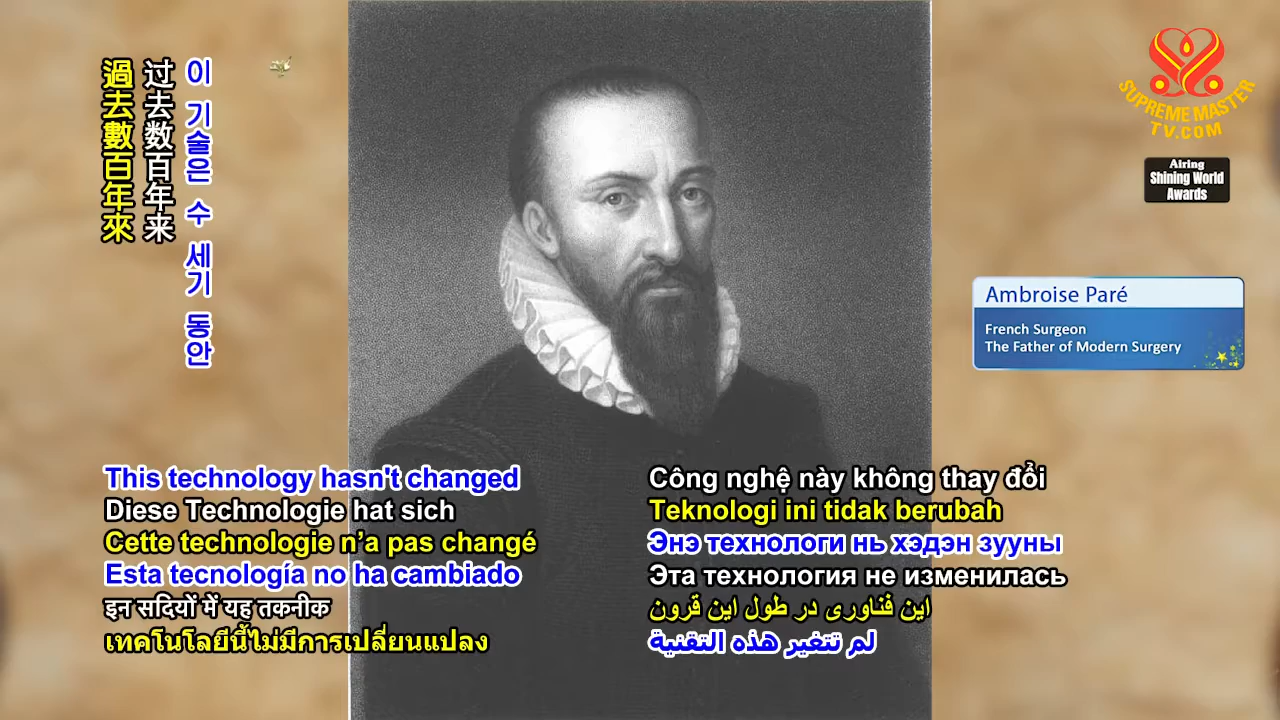 過去數百年來
过去数百年来
이 기술은 수 세기 동안
SUPREME MASTER
TV.COM
Airing
Shining World
Awards
Ambroise Paré
French Surgeon
The Father of Modern Surgery
This technology hasn't changed
Diese Technologie hat sich
Cette technologie n’a pas changé
Esta tecnología no ha cambiado
इन सदियों में यह तकनीक
เทคโนโลยีนี้ไม่มีการเปลี่ยนแปลง
Công nghệ này không thay đổi
Teknologi ini tidak berubah
Энэ технологи нь хэдэн зууны
Эта технология не изменилась
این فناوری در طول این قرون
لم تتغير هذه التقنية